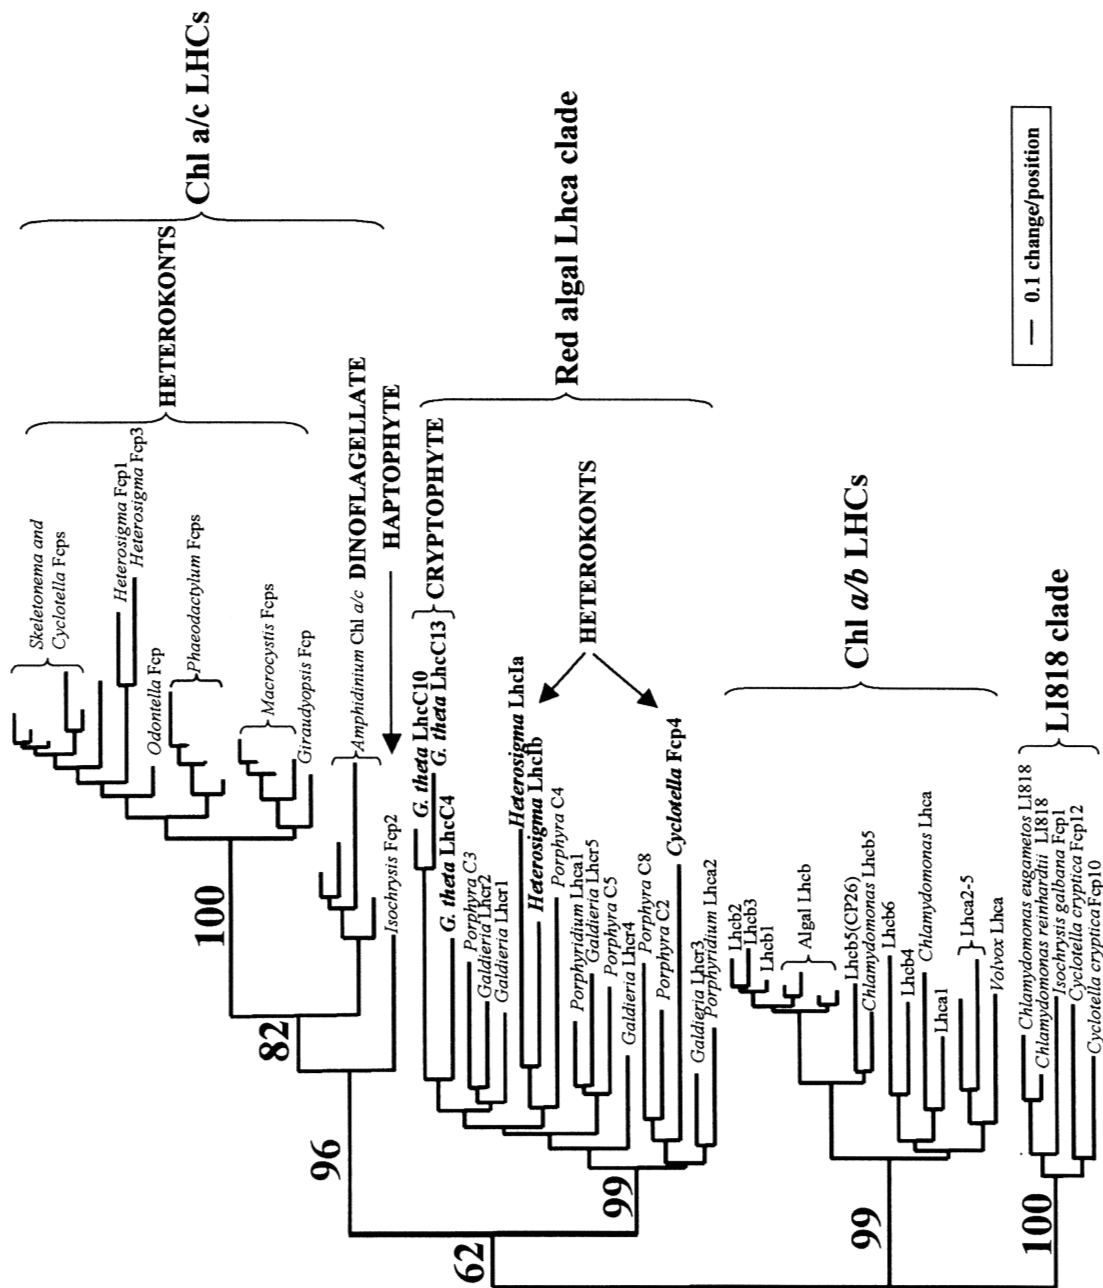 Skeletonema and
Cyclotella Fcps
Heterosigma Fcp1
Heterosigma Fcp3
Odontella Fcp
Phaeodactylum Fcps
Macrocystis Fcps
Giraudyopsis Fcp
HETEROKONTS
Chl a/c LHCs
Amphidinium Chl a/c DINOFLAGELLATE
HAPTOPHYTE
Isochrysis Fcp2
100
82
96
G. theta LhcC10
G. theta LhcC13
CRYPTOPHYTE
G. theta LhcC4
Porphyra C3
Galdieria Lhcr2
Galdieria Lhcr1
Heterosigma LhcIa
Heterosigma LhcIb
Porphyra C4
Porphyridium Lhca1
Galdieria Lhcr5
Porphyra C5
Galdieria Lhcr4
Porphyra C8
Porphyra C2
Cyclotella Fcp4
Galdieria Lhcr3
Porphyridium Lhca2
HETEROKONTS
Red algal Lhca clade
99
62
Lhcb2
Lhcb3
Lhcb1
Algal Lhcb
Lhcb5(CP26)
Chlamydomonas Lhcb5
Lhcb6
Lhcb4
Chlamydomonas Lhca
Lhca1
Lhca2-5
Volvox Lhca
Chl a/b LHCs
99
Chlamydomonas eugametos LI818
Chlamydomonas reinhardtii LI818
Isochrysis galbana Fcp1
Cyclotella cryptica Fcp12
Cyclotella cryptica Fcp10
LI818 clade
100
0.1 change/position